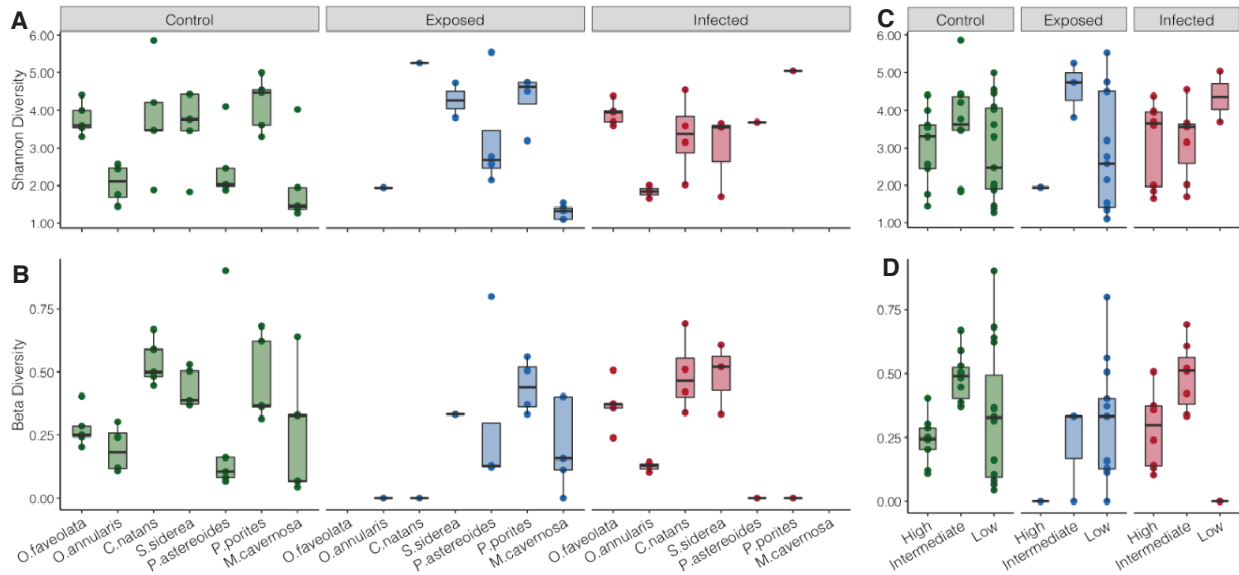 A
Control
Exposed
Infected
C
Control
Exposed
Infected
Shannon Diversity
6.00
5.00
4.00
3.00
2.00
1.00
6.00
5.00
4.00
3.00
2.00
1.00
B
D
Beta Diversity
0.75
0.50
0.25
0.00
0.75
0.50
0.25
0.00
O.faveolata
O.annularis
C.natans
S.siderea
P.astereoides
P.porites
M.cavernosa
O.faveolata
O.annularis
C.natans
S.siderea
P.astereoides
P.porites
M.cavernosa
O.faveolata
O.annularis
C.natans
S.siderea
P.astereoides
P.porites
M.cavernosa
High
Intermediate
Low
High
Intermediate
Low
High
Intermediate
Low